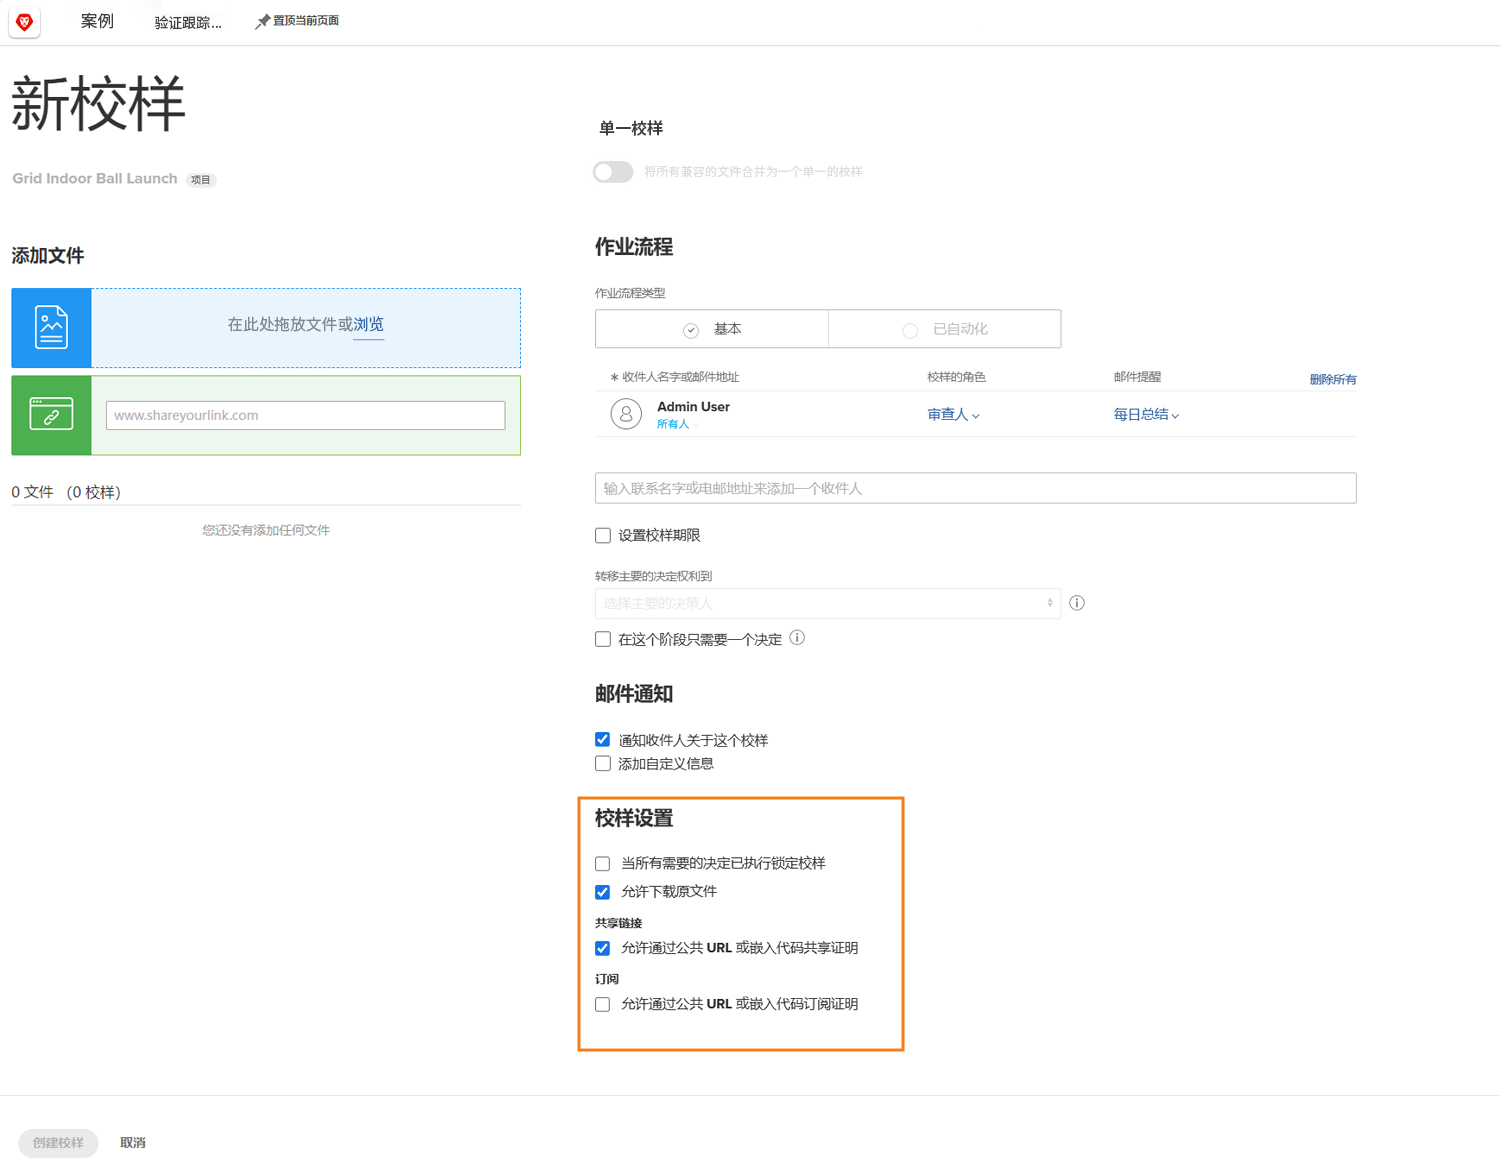 案例 验证跟踪... 置顶当前页面
新校样
Grid Indoor Ball Launch 项目
添加文件
在此处拖放文件或浏览
www.shareyourlink.com
0 文件 （0 校样）
您还没有添加任何文件
单一校样
将所有兼容的文件合并为一个单一的校样
作业流程
作业流程类型
基本 已自动化
* 收件人名字或邮件地址 校样的角色 邮件提醒 删除所有
Admin User 审查人 每日总结
所有人
输入联系名字或电邮地址来添加一个收件人
设置校样期限
转移主要的决定权利到
选择主要的决策人
在这个阶段只需要一个决定
邮件通知
通知收件人关于这个校样
添加自定义信息
校样设置
当所有需要的决定已执行锁定校样
允许下载原文件
共享链接
允许通过公共 URL 或嵌入代码共享证明
订阅
允许通过公共 URL 或嵌入代码订阅证明
创建校样 取消